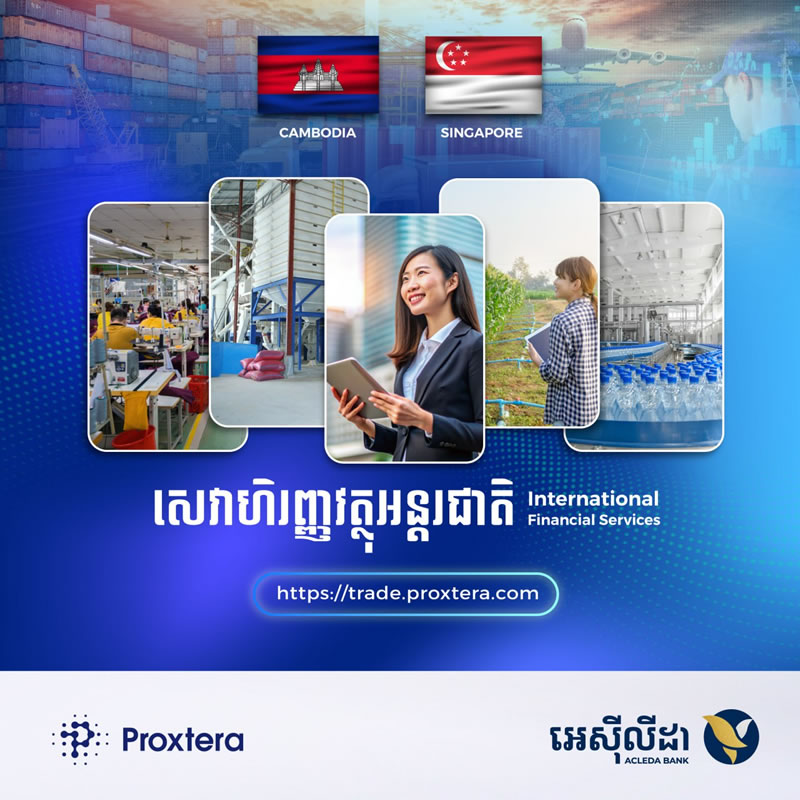 CAMBODIA
SINGAPORE
សេវាហិរញ្ញវត្ថុអន្តរជាតិ
International
Financial Services
https://trade.proxtera.com
Proxtera
អេស៊ីលីដា
ACLEDA BANK